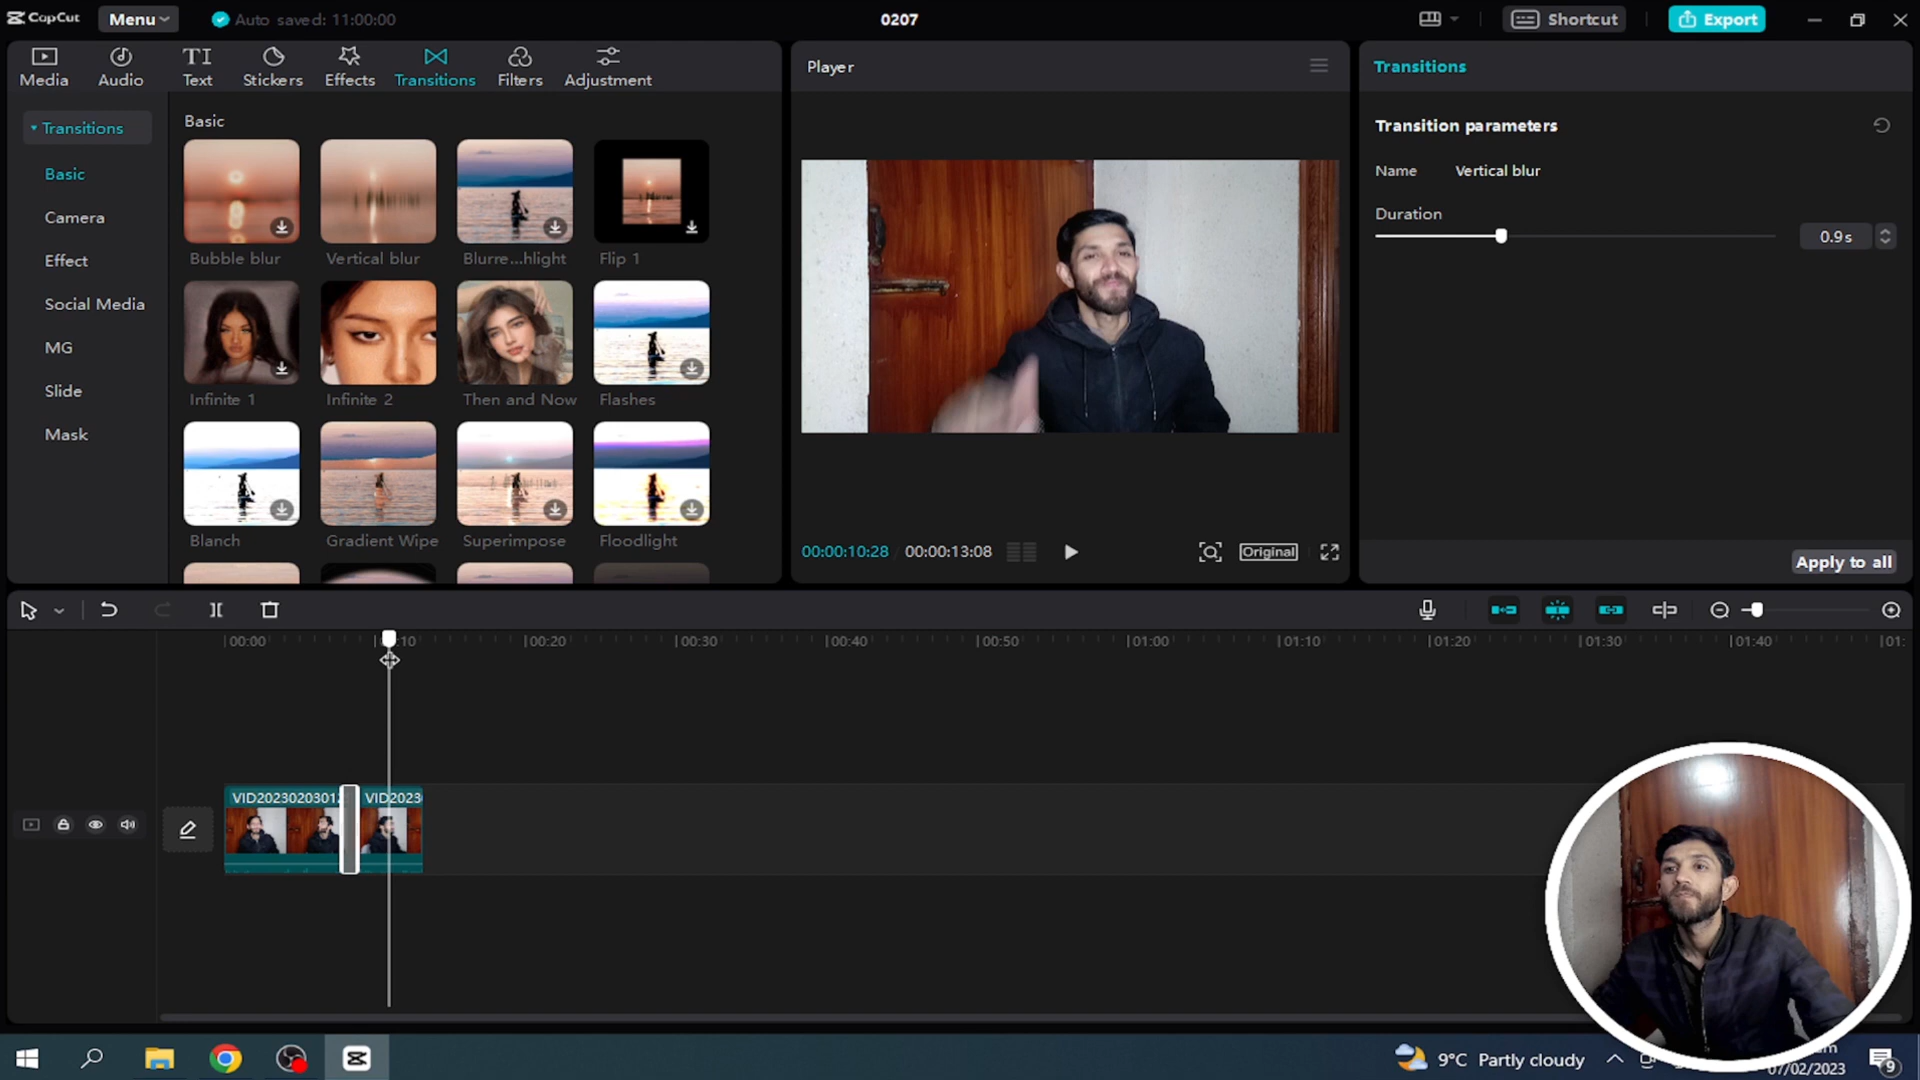 CapCut
Menu
Auto saved: 11:00:00
0207
Shortcut
Export
Media
Audio
Text
Stickers
Effects
Transitions
Filters
Adjustment
Transitions
Basic
Camera
Effect
Social Media
MG
Slide
Mask
Basic
Bubble blur
Vertical blur
Blurre...hlight
Flip 1
Infinite 1
Infinite 2
Then and Now
Flashes
Blanch
Gradient Wipe
Superimpose
Floodlight
Player
00:00:10:28 / 00:00:13:08
Original
Transitions
Transition parameters
Name Vertical blur
Duration
0.9s
Apply to all
00:00
:10
00:20
00:30
00:40
00:50
01:00
01:10
01:20
01:30
01:40
01:
VID2023020301
VID2023
9°C Partly cloudy
07/02/2023
9